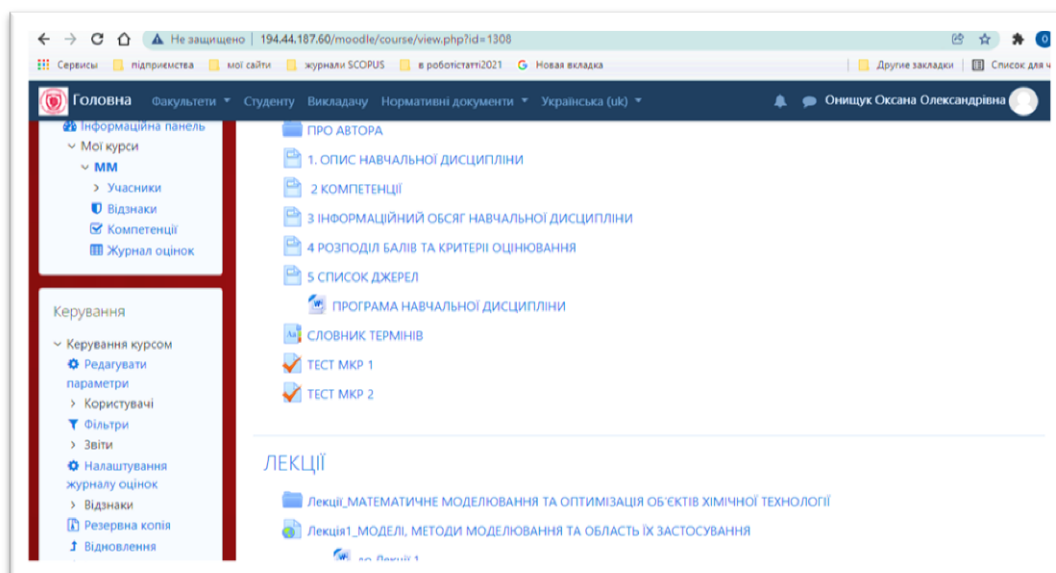 Не защищено | 194.44.187.60/moodle/course/view.php?id=1308
Сервисы підприємства мої сайти журнали SCOPUS в роботістатті2021 Новая вкладка Другие закладки Список для ч
Головна Факультети Студенту Викладачу Нормативні документи Українська (uk) Онищук Оксана Олександрівна
Інформаційна панель
Мої курси
ММ
Учасники
Відзнаки
Компетенції
Журнал оцінок
Керування
Керування курсом
Редагувати
параметри
Користувачі
Фільтри
Звіти
Налаштування
журналу оцінок
Відзнаки
Резервна копія
Відновлення
ПРО АВТОРА
1. ОПИС НАВЧАЛЬНОЇ ДИСЦИПЛІНИ
2 КОМПЕТЕНЦІЇ
3 ІНФОРМАЦІЙНИЙ ОБСЯГ НАВЧАЛЬНОЇ ДИСЦИПЛІНИ
4 РОЗПОДІЛ БАЛІВ ТА КРИТЕРІЇ ОЦІНЮВАННЯ
5 СПИСОК ДЖЕРЕЛ
ПРОГРАМА НАВЧАЛЬНОЇ ДИСЦИПЛІНИ
СЛОВНИК ТЕРМІНІВ
ТЕСТ МКР 1
ТЕСТ МКР 2
ЛЕКЦІЇ
Лекції_МАТЕМАТИЧНЕ МОДЕЛЮВАННЯ ТА ОПТИМІЗАЦІЯ ОБ'ЄКТІВ ХІМІЧНОЇ ТЕХНОЛОГІЇ
Лекція1_МОДЕЛІ, МЕТОДИ МОДЕЛЮВАННЯ ТА ОБЛАСТЬ ЇХ ЗАСТОСУВАННЯ
до Лекції 1